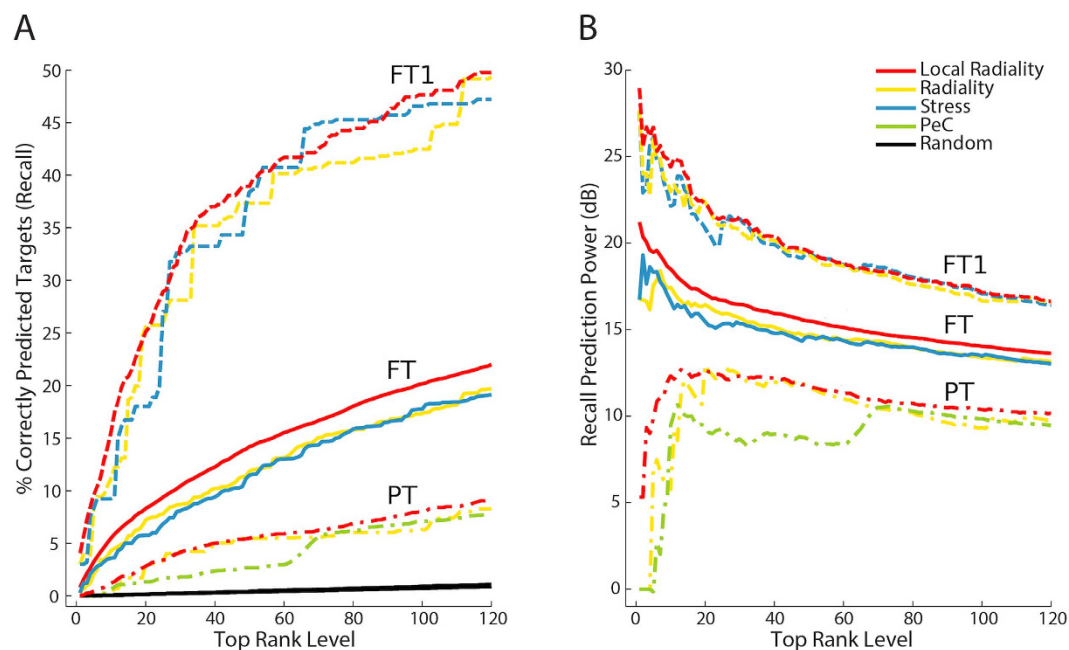 A
% Correctly Predicted Targets (Recall)
50
45
40
35
30
25
20
15
10
5
0
FT1
FT
PT
0
20
40
60
80
100
120
Top Rank Level
B
Recall Prediction Power (dB)
30
25
20
15
10
5
0
Local Radiality
Radiality
Stress
PeC
Random
FT1
FT
PT
0
20
40
60
80
100
120
Top Rank Level